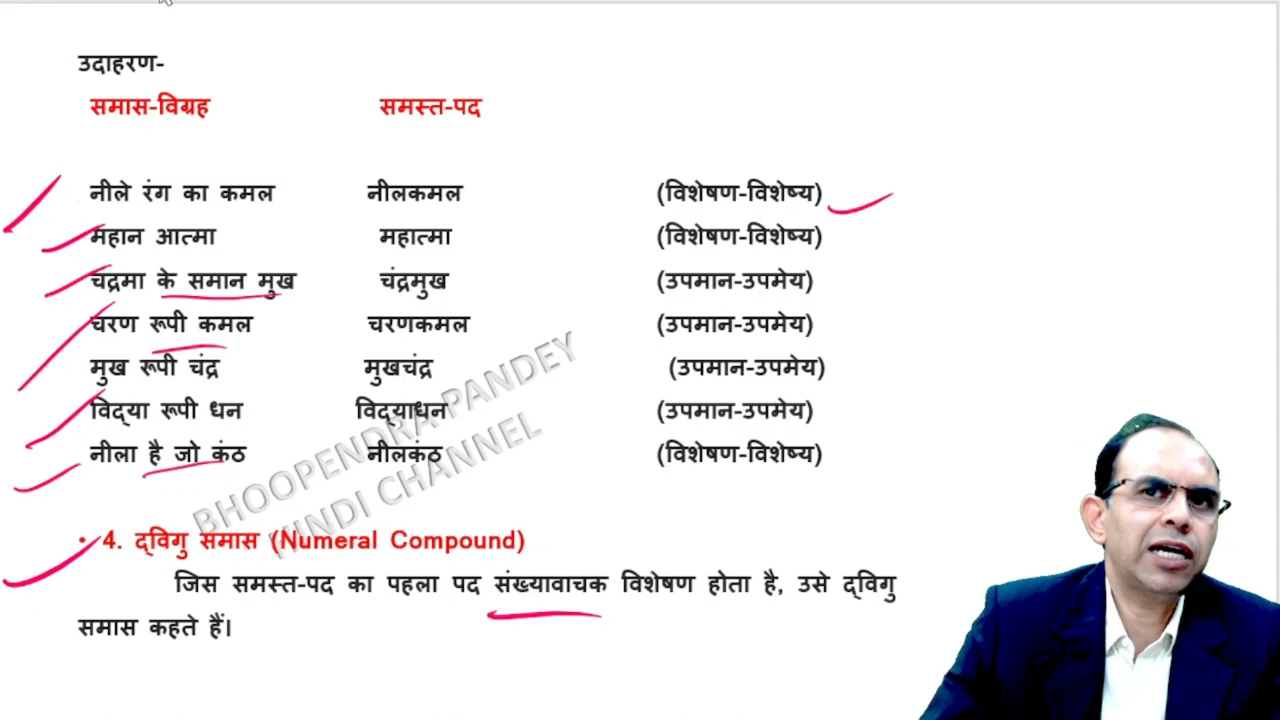 उदाहरण-
समास-विग्रह समस्त-पद
नीले रंग का कमल नीलकमल (विशेषण-विशेष्य)
महान आत्मा महात्मा (विशेषण-विशेष्य)
चंद्रमा के समान मुख चंद्रमुख (उपमान-उपमेय)
चरण रूपी कमल चरणकमल (उपमान-उपमेय)
मुख रूपी चंद्र मुखचंद्र (उपमान-उपमेय)
विद्या रूपी धन विद्याधन (उपमान-उपमेय)
नीला है जो कंठ नीलकंठ (विशेषण-विशेष्य)
BHOOPENDRA PANDEY
HINDI CHANNEL
• 4. द्विगु समास (Numeral Compound)
जिस समस्त-पद का पहला पद संख्यावाचक विशेषण होता है, उसे द्विगु
समास कहते हैं।